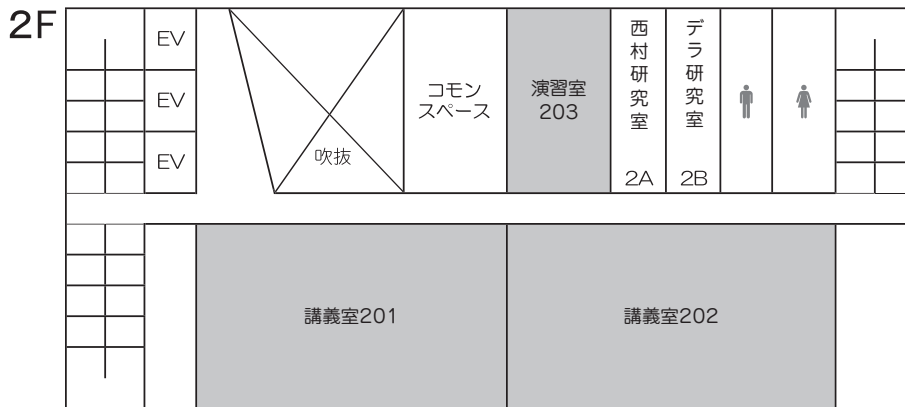 2F
EV
EV
EV
吹抜
コモン
スペース
演習室
203
西村研究室
2A
デラ研究室
2B
講義室201
講義室202